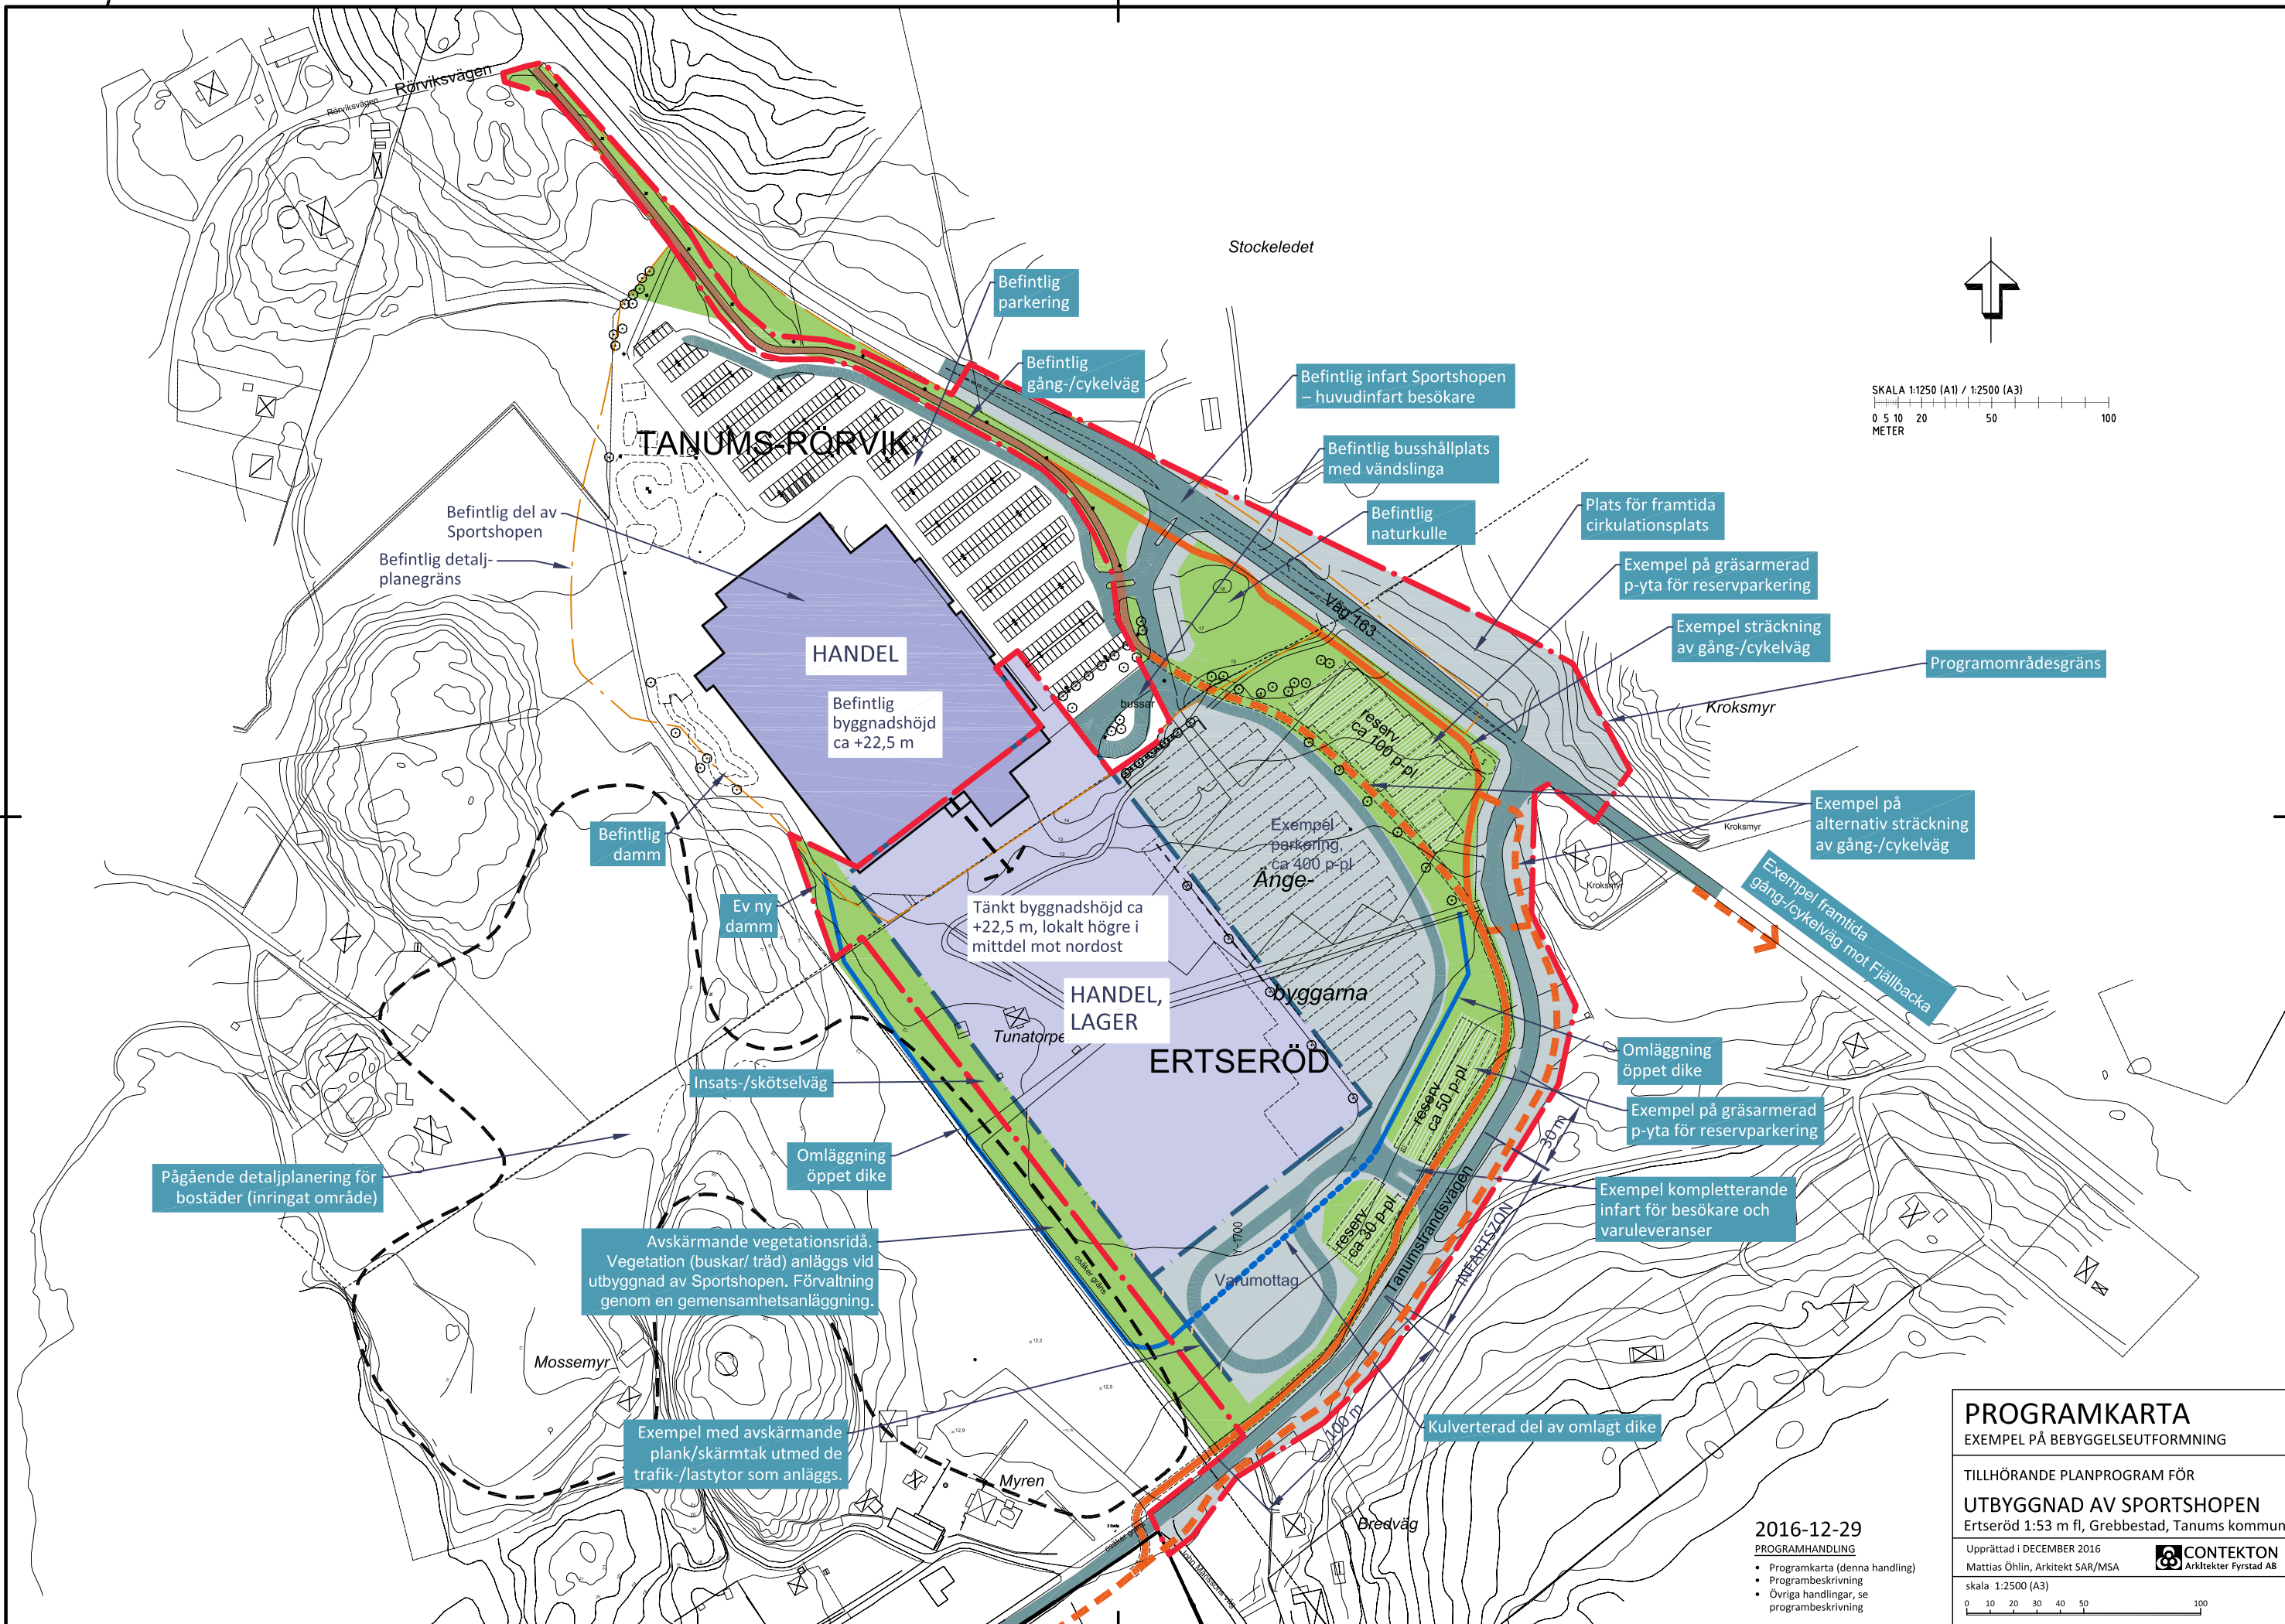 Rörviksvägen
Rörviksvägen
Stockeledet
Befintlig
parkering
Befintlig
gång-/cykelväg
Befintlig infart Sportshopen
– huvudinfart besökare
SKALA 1:1250 (A1) / 1:2500 (A3)
0 5 10 20 50 100
METER
TANUMS-RÖRVIK
Befintlig busshållplats
med vändslinga
Befintlig
naturkulle
Plats för framtida
cirkulationsplats
Befintlig del av
Sportshopen
Befintlig detalj-
planegräns
Exempel på gräsarmerad
p-yta för reservparkering
Väg 163
Exempel sträckning
av gång-/cykelväg
Programområdesgräns
HANDEL
Befintlig
byggnadshöjd
ca +22,5 m
bussar
Kroksmyr
reserv
ca 100 p-pl
Exempel på
alternativ sträckning
av gång-/cykelväg
Kroksmyr
Kroksmyr
Befintlig
damm
Exempel
parkering,
ca 400 p-pl
Änge-
byggarna
Ev ny
damm
Tänkt byggnadshöjd ca
+22,5 m, lokalt högre i
mittdel mot nordost
Exempel framtida
gång-/cykelväg mot Fjällbacka
HANDEL,
LAGER
Tunatorpe
ERTSERÖD
Omläggning
öppet dike
Insats-/skötselväg
reserv
ca 50 p-pl
Exempel på gräsarmerad
p-yta för reservparkering
30 m
Omläggning
öppet dike
Pågående detaljplanering för
bostäder (inringat område)
Exempel kompletterande
infart för besökare och
varuleveranser
reserv
ca 30 p-pl
Tanumstrandsvägen
INFARTSZON
Y-1700
Varumottag
Avskärmande vegetationsridå.
Vegetation (buskar/ träd) anläggs vid
utbyggnad av Sportshopen. Förvaltning
genom en gemensamhetsanläggning.
osäker gräns
Mossemyr
Exempel med avskärmande
plank/skärmtak utmed de
trafik-/lastytor som anläggs.
Kulverterad del av omlagt dike
100 m
Myren
Bredväg
osäker gräns
2016-12-29
PROGRAMHANDLING
• Programkarta (denna handling)
• Programbeskrivning
• Övriga handlingar, se
programbeskrivning
PROGRAMKARTA
EXEMPEL PÅ BEBYGGELSEUTFORMNING
TILLHÖRANDE PLANPROGRAM FÖR
UTBYGGNAD AV SPORTSHOPEN
Ertseröd 1:53 m fl, Grebbestad, Tanums kommun
Upprättad i DECEMBER 2016
Mattias Öhlin, Arkitekt SAR/MSA
CONTEKTON
Arkitekter Fyrstad AB
skala 1:2500 (A3)
0 10 20 30 40 50 100